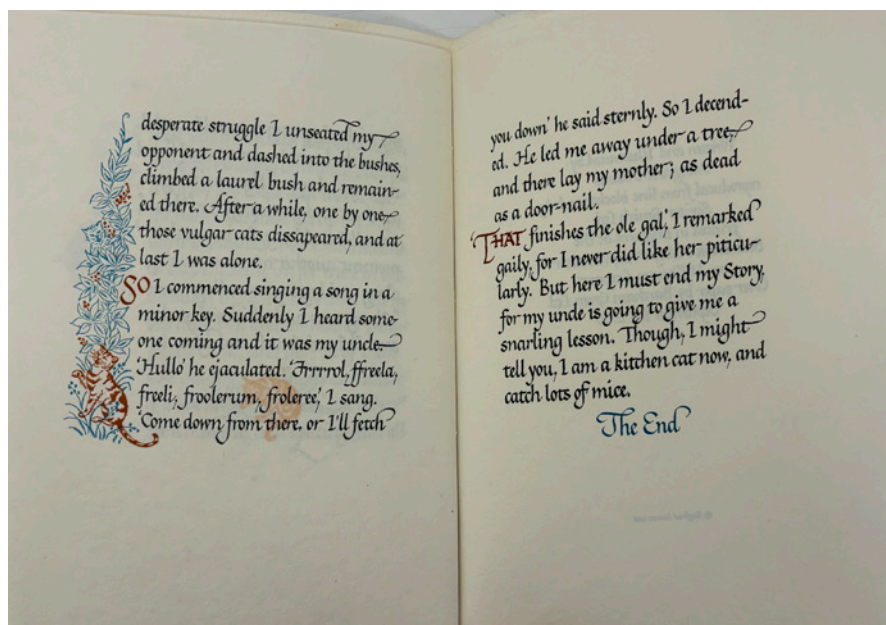 desperate struggle I unseated my
opponent and dashed into the bushes,
climbed a laurel bush and remain-
ed there. After a while, one by one
those vulgar cats dissapeared, and at
last I was alone.
SO I commenced singing a song in a
minor key. Suddenly I heard some-
one coming and it was my uncle.
'Hullo' he ejaculated. 'Frrrrol, ffreela,
freeli, froolerum, froleree,' I sang.
'Come down from there. or I'll fetch
you down' he said sternly. So I decend-
ed. He led me away under a tree,
and there lay my mother; as dead
as a door-nail.
'THAT finishes the ole gal,' I remarked
gaily, for I never did like her piticu-
larly. But here I must end my Story,
for my uncle is going to give me a
snarling lesson. Though, I might
tell you, I am a kitchen cat now, and
catch lots of mice.
The End